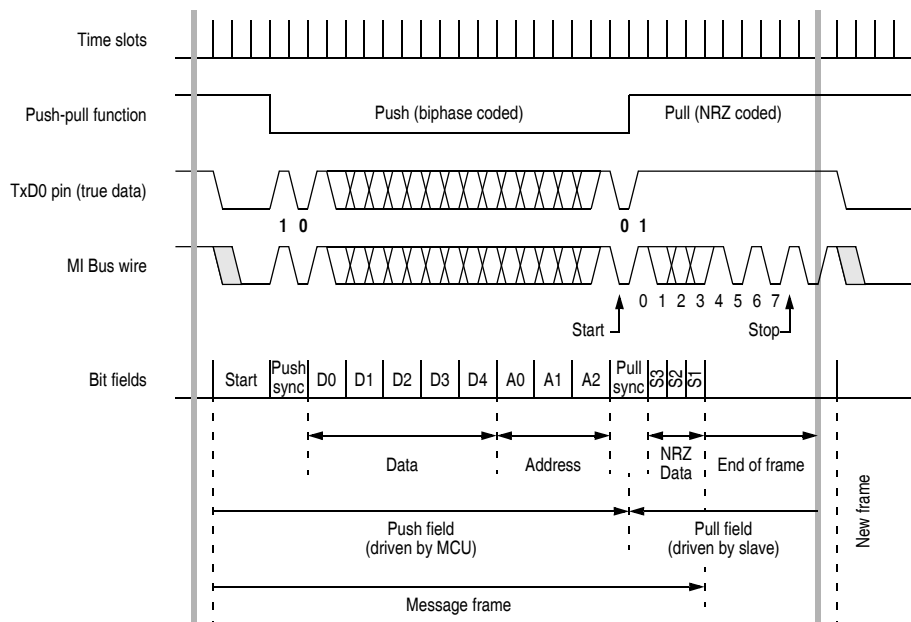 Time slots
Push-pull function
Push (biphase coded)
Pull (NRZ coded)
TxD0 pin (true data)
1 0
0 1
MI Bus wire
0 1 2 3 4 5 6 7
Start
Stop
Bit fields
Start
Push
sync
D0
D1
D2
D3
D4
A0
A1
A2
Pull
sync
S3
S2
S1
Data
Address
NRZ
Data
End of frame
Push field
(driven by MCU)
Pull field
(driven by slave)
New frame
Message frame